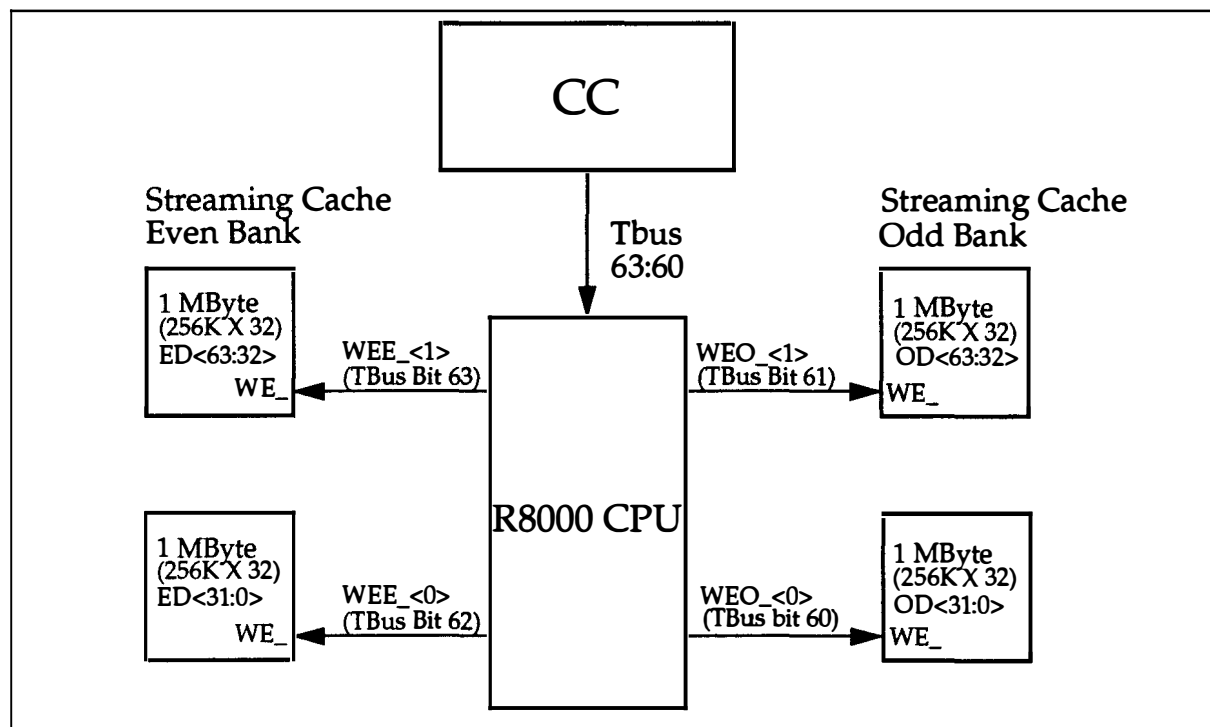 CC
Streaming Cache
Even Bank
Tbus
63:60
Streaming Cache
Odd Bank
1 MByte
(256K X 32)
ED<63:32>
WE_
WEE_<1>
(TBus Bit 63)
WEO_<1>
(TBus Bit 61)
1 MByte
(256K X 32)
OD<63:32>
WE_
R8000 CPU
1 MByte
(256K X 32)
ED<31:0>
WE_
WEE_<0>
(TBus Bit 62)
WEO_<0>
(TBus bit 60)
1 MByte
(256K X 32)
OD<31:0>
WE_